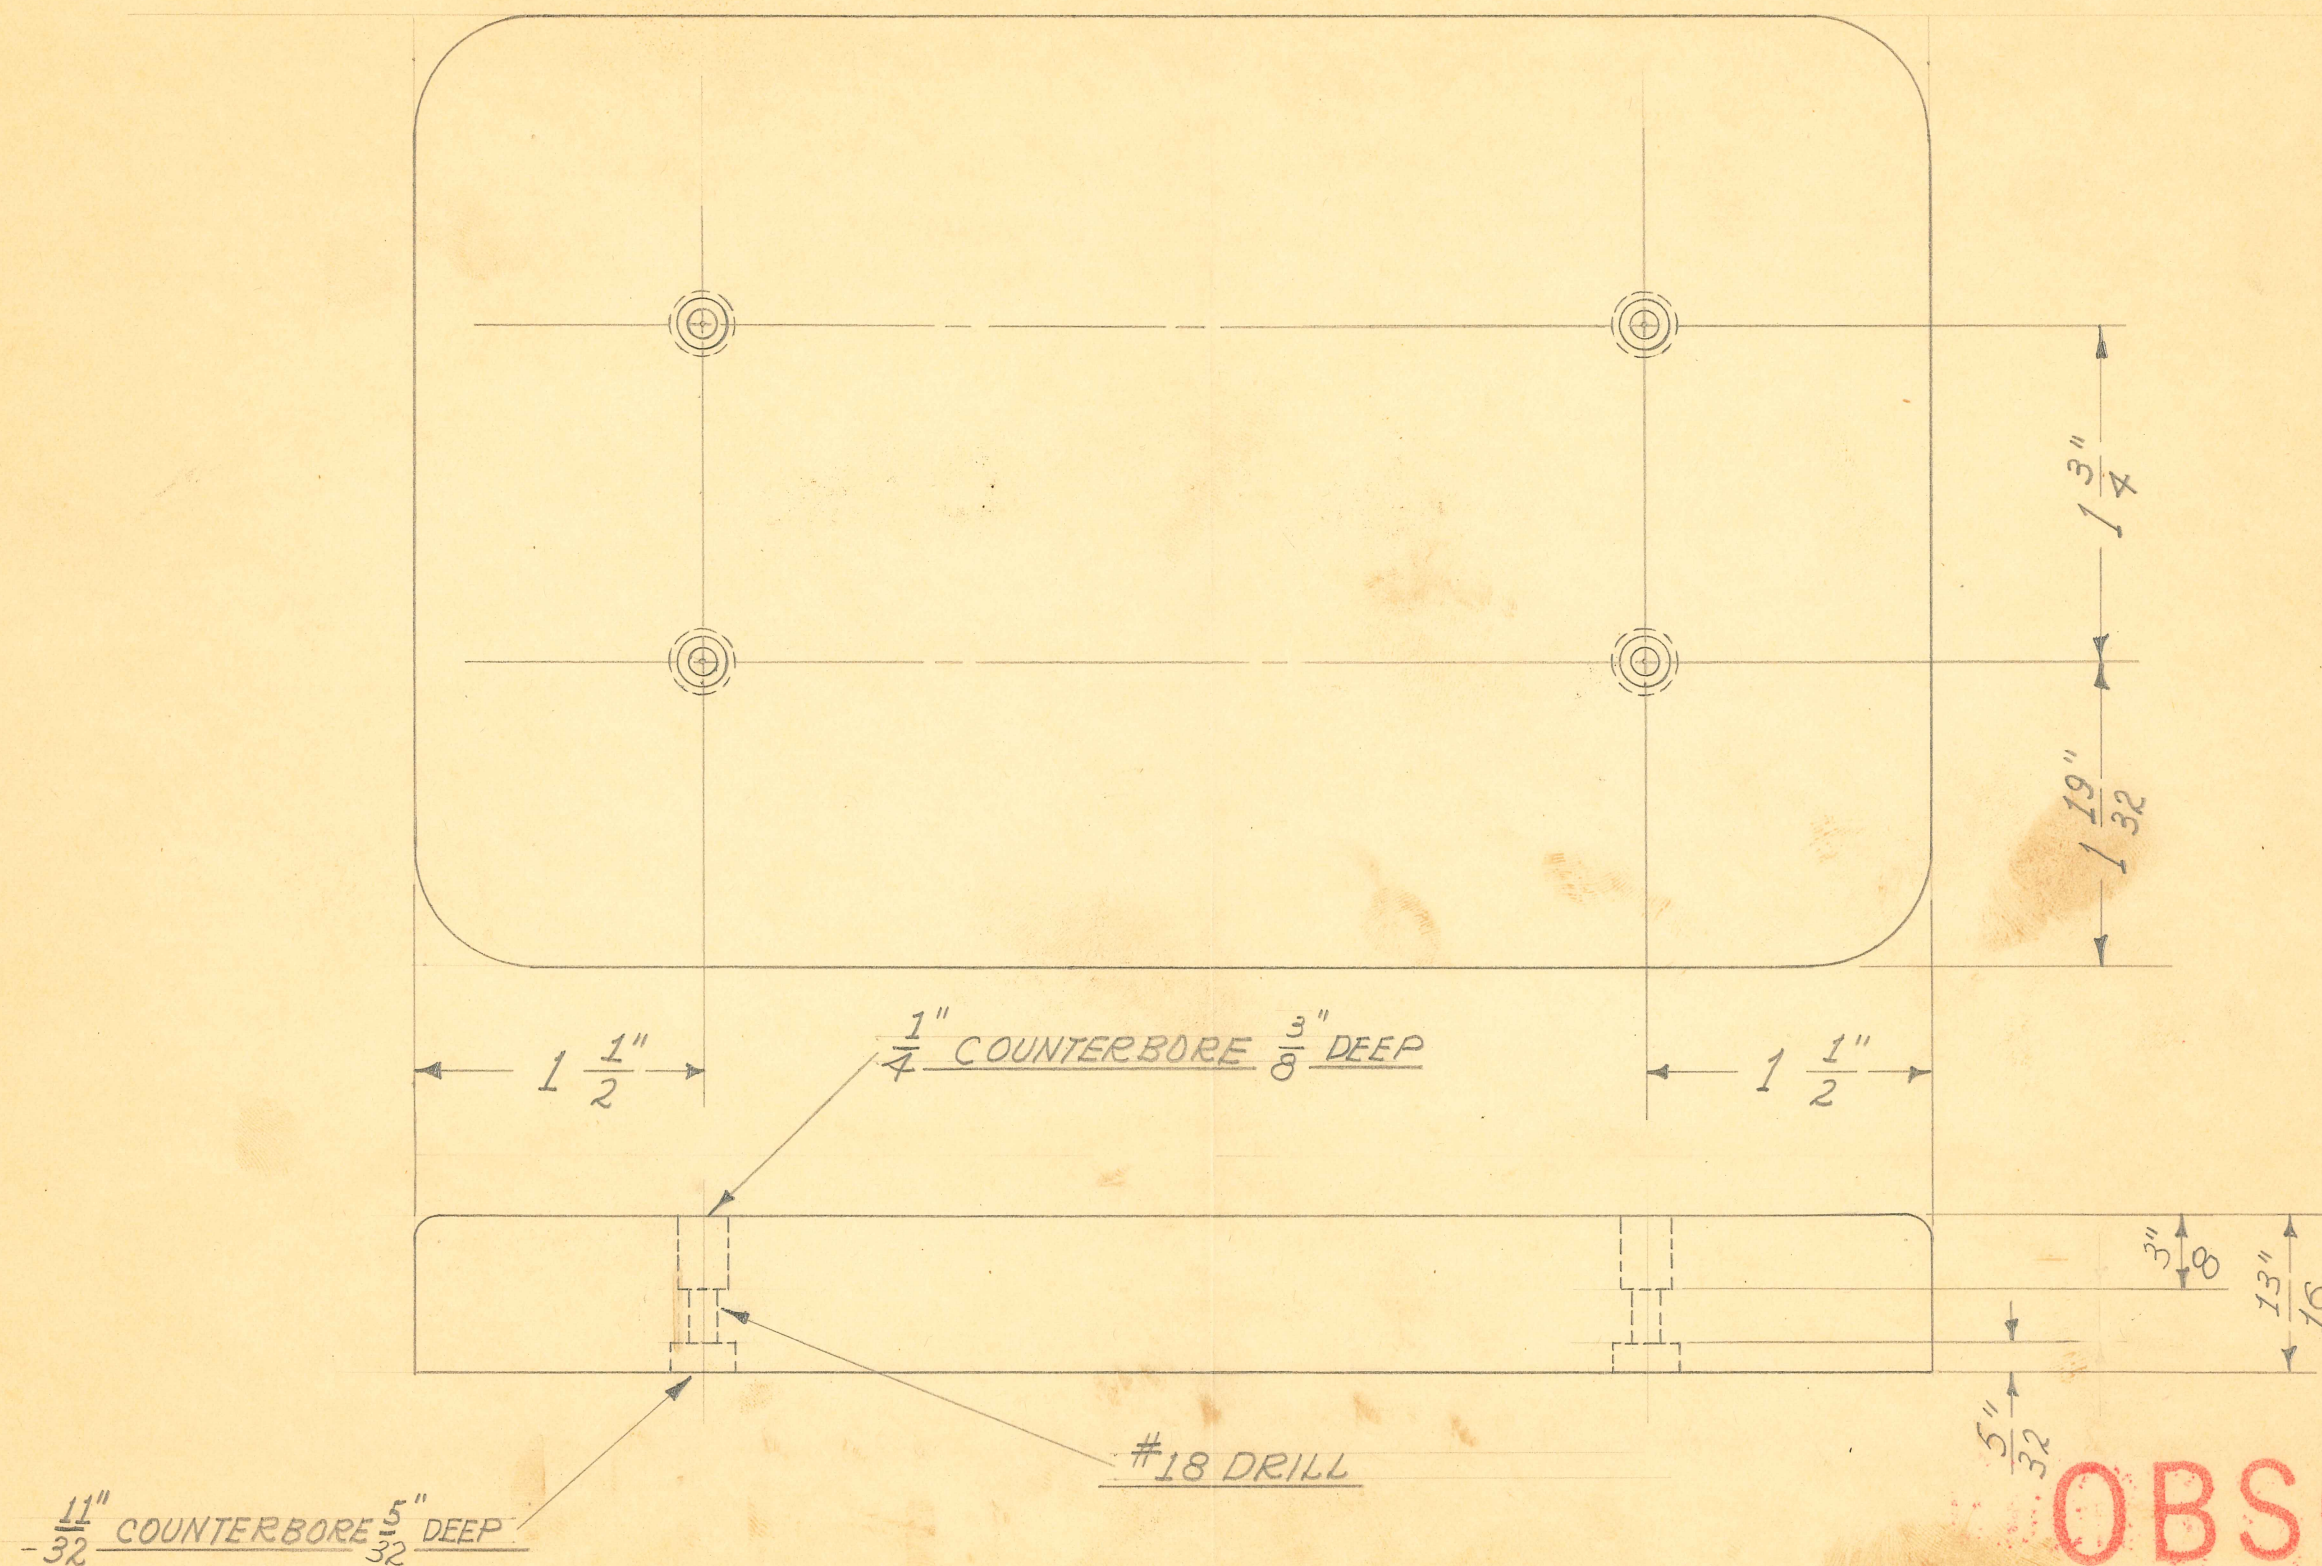 1 3/4"
1 19/32"
1/4" COUNTERBORE 3/8" DEEP
1 1/2"
1 1/2"
3/8"
13/16"
5/32"
#18 DRILL
11/32" COUNTERBORE 5/32" DEEP
OBS